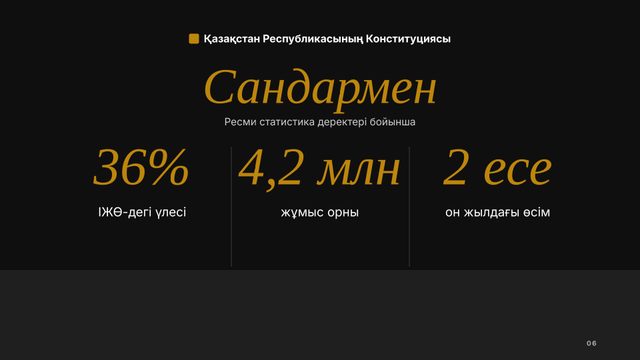 Қазақстан Республикасының Конституциясы
Сандармен
Ресми статистика деректері бойынша
36%
ІЖӨ-дегі үлесі
4,2 млн
жұмыс орны
2 есе
он жылдағы өсім
06